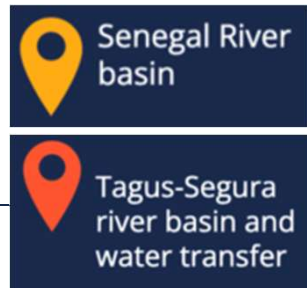 Senegal River
basin
Tagus-Segura
river basin and
water transfer